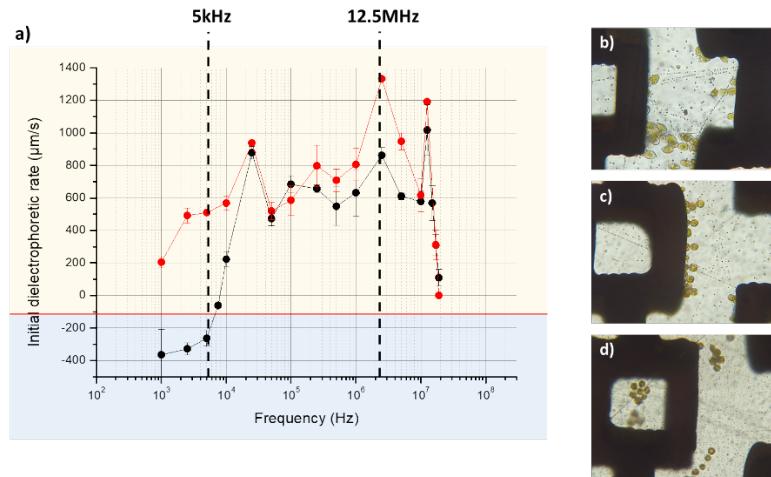 5kHz
12.5MHz
a)
Initial dielectrophoretic rate (µm/s)
1400
1200
1000
800
600
400
200
0
-200
-400
10²
10³
10⁴
10⁵
10⁶
10⁷
10⁸
Frequency (Hz)
b)
c)
d)